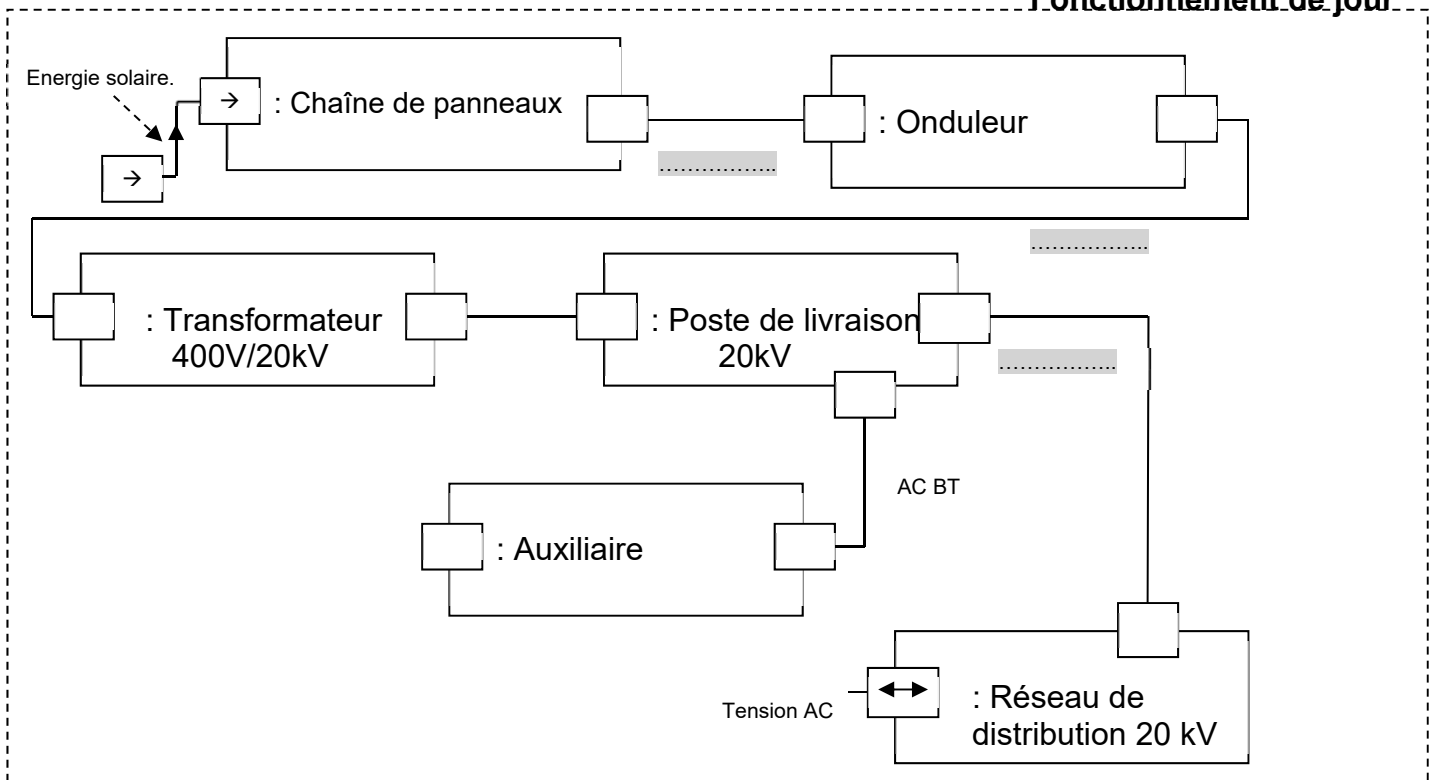 Fonctionnement de jour
Energie solaire.
→
→
: Chaîne de panneaux
: Onduleur
.................
.................
: Transformateur
400V/20kV
: Poste de livraison
20kV
.................
AC BT
: Auxiliaire
Tension AC
: Réseau de
distribution 20 kV